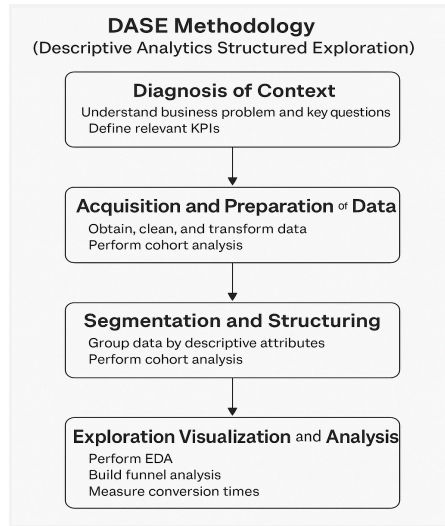 DASE Methodology
(Descriptive Analytics Structured Exploration)
Diagnosis of Context
Understand business problem and key questions
Define relevant KPIs
Acquisition and Preparation of Data
Obtain, clean, and transform data
Perform cohort analysis
Segmentation and Structuring
Group data by descriptive attributes
Perform cohort analysis
Exploration Visualization and Analysis
Perform EDA
Build funnel analysis
Measure conversion times